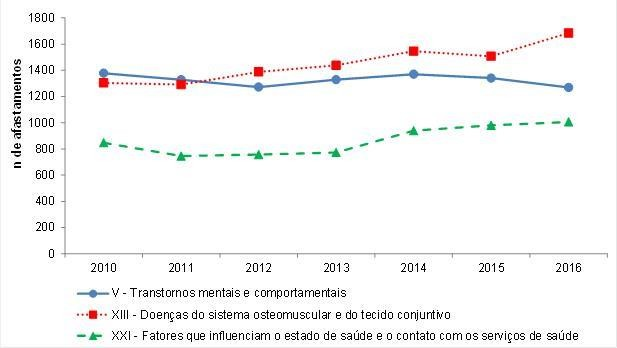 1800
1600
1400
1200
1000
800
600
400
200
0
n de afastamentos
2010 2011 2012 2013 2014 2015 2016
V - Transtornos mentais e comportamentais
XIII - Doenças do sistema osteomuscular e do tecido conjuntivo
XXI - Fatores que influenciam o estado de saúde e o contato com os serviços de saúde